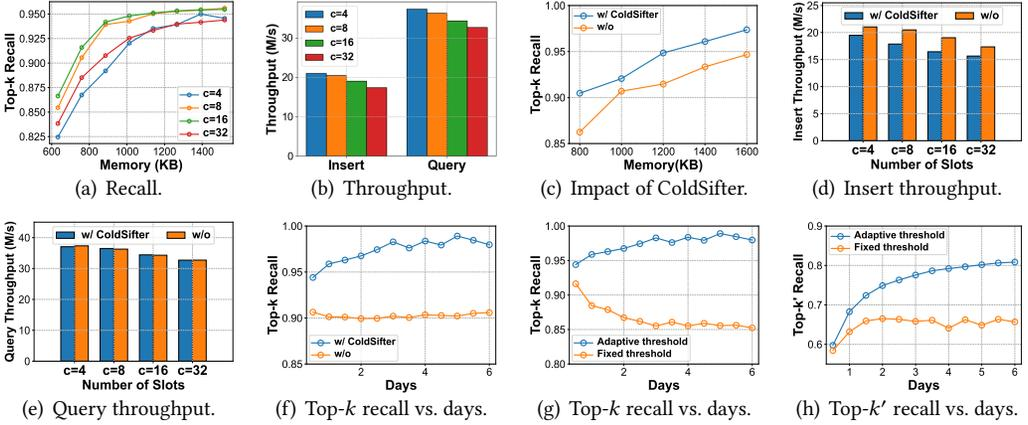 0.950
0.925
0.900
0.875
0.850
0.825
Top-k Recall
c=4
c=8
c=16
c=32
600 800 1000 1200 1400
Memory (KB)
(a) Recall.
30
20
10
0
Throughput (M/s)
c=4
c=8
c=16
c=32
Insert Query
(b) Throughput.
1.00
0.95
0.90
0.85
Top-k Recall
w/ ColdSifter
w/o
800 1000 1200 1400 1600
Memory(KB)
(c) Impact of ColdSifter.
25
20
15
10
5
0
Insert Throughput (M/s)
w/ ColdSifter w/o
c=4 c=8 c=16 c=32
Number of Slots
(d) Insert throughput.
40
30
20
10
0
Query Throughput (M/s)
w/ ColdSifter w/o
c=4 c=8 c=16 c=32
Number of Slots
(e) Query throughput.
1.00
0.95
0.90
0.85
Top-k Recall
w/ ColdSifter
w/o
2 4 6
Days
(f) Top-k recall vs. days.
1.00
0.95
0.90
0.85
0.80
Top-k Recall
Adaptive threshold
Fixed threshold
2 4 6
Days
(g) Top-k recall vs. days.
0.9
0.8
0.7
0.6
Top-k' Recall
Adaptive threshold
Fixed threshold
1 2 3 4 5 6
Days
(h) Top-k′ recall vs. days.